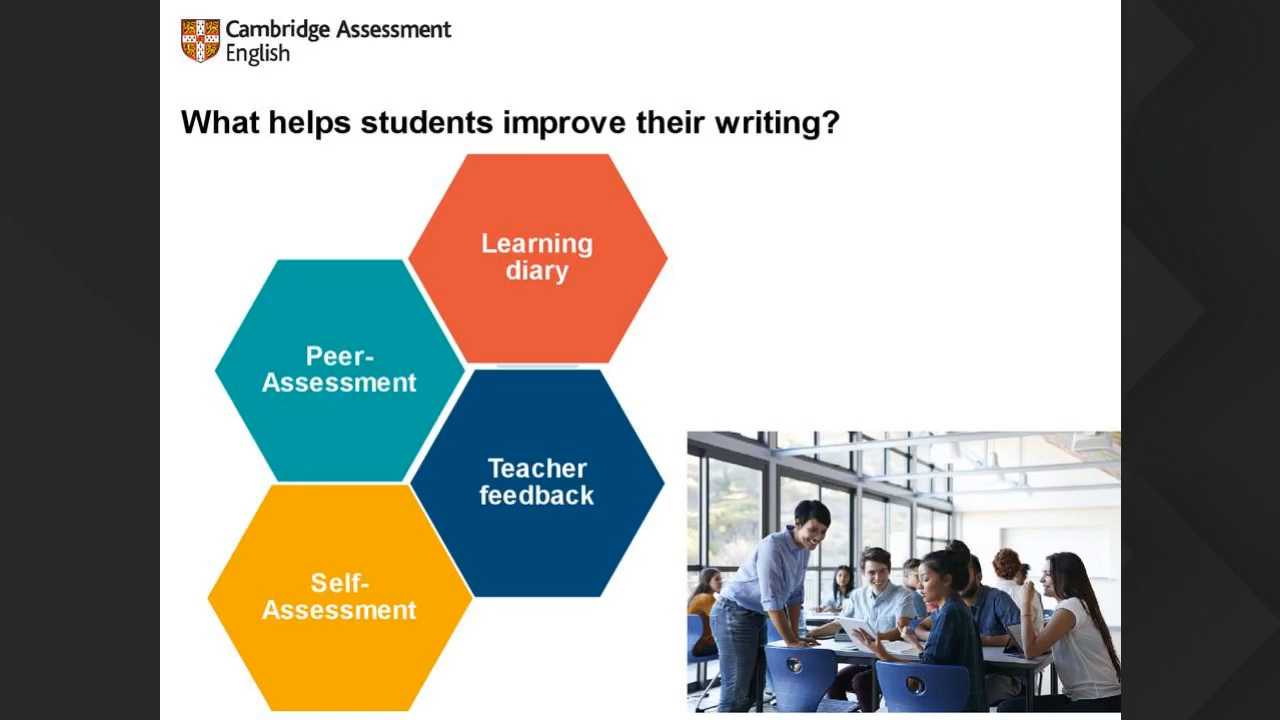 Cambridge Assessment
English
What helps students improve their writing?
Learning
diary
Peer-
Assessment
Teacher
feedback
Self-
Assessment